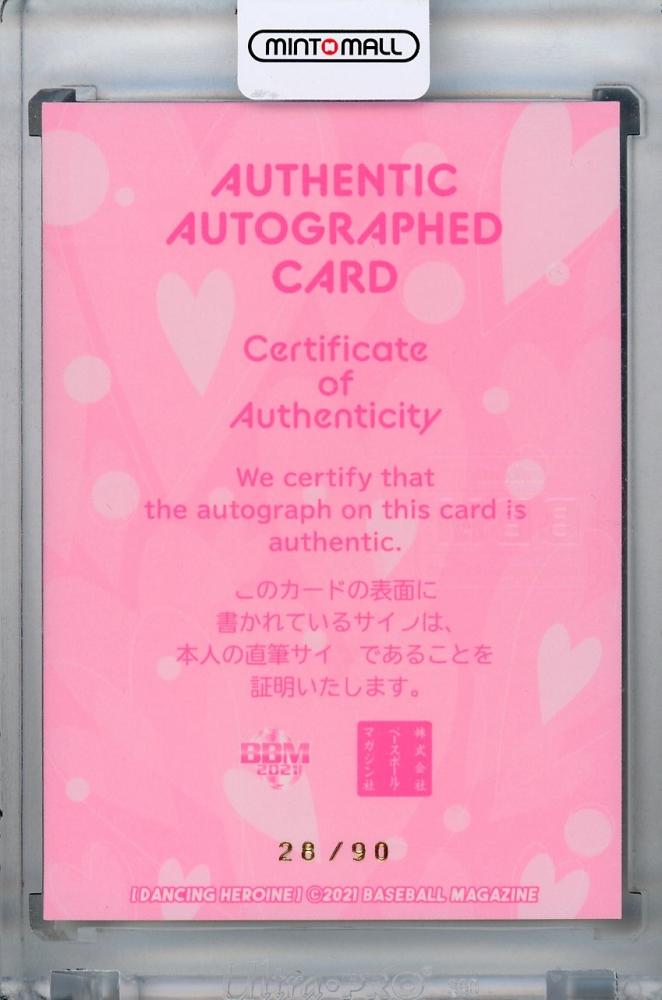 MINTOMALL
AUTHENTIC
AUTOGRAPHED
CARD
Certificate
of
Authenticity
We certify that
the autograph on this card is
authentic.
このカードの表面に
書かれているサインは、
本人の直筆サイ であることを
証明いたします。
BBM
2021
株式会社
ベースボール
マガジン社
28/90
[DANCING HEROINE] ©2021 BASEBALL MAGAZINE
Ultra·PRO®